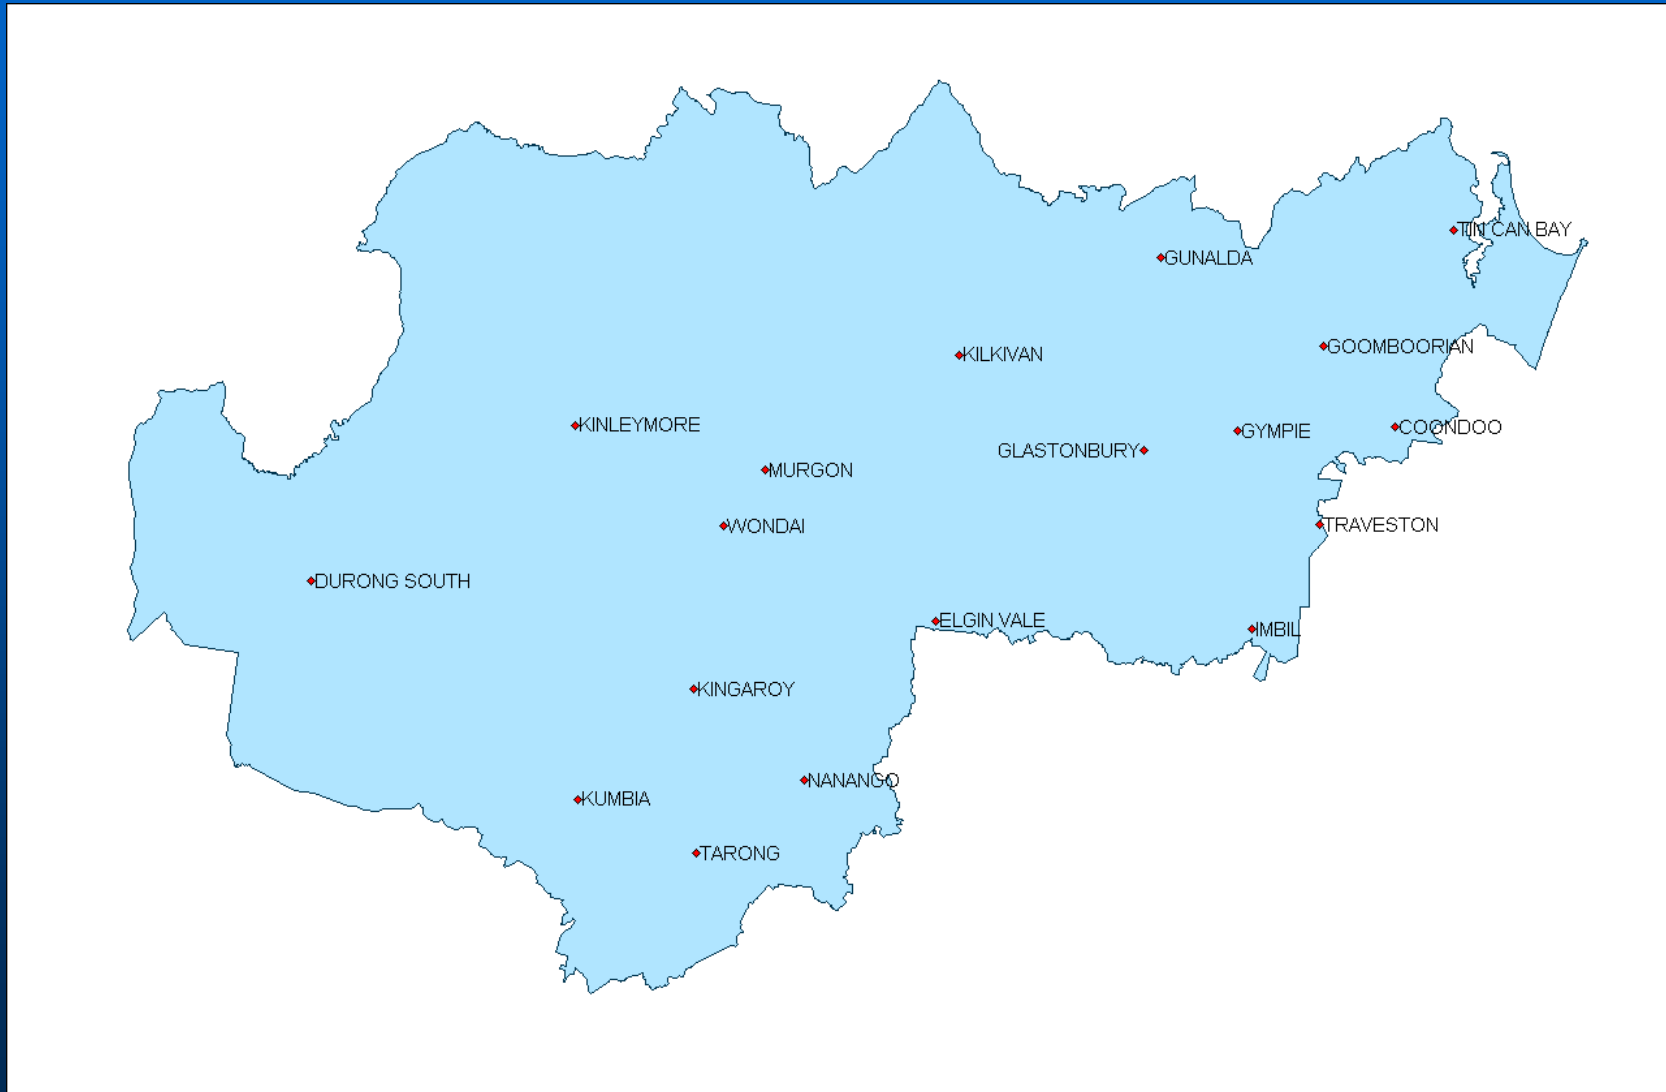 TIN CAN BAY
GUNALDA
GOOMBOORIAN
KILKIVAN
KINLEYMORE
COONDOO
GYMPIE
GLASTONBURY
MURGON
TRAVESTON
WONDAI
DURONG SOUTH
ELGIN VALE
IMBIL
KINGAROY
NANANGO
KUMBIA
TARONG